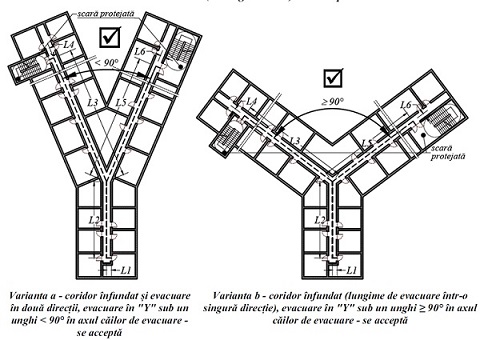 scară protejată
L4
L6
< 90°
L3
L5
L2
L1
≥ 90°
L4
L6
L3
L5
scară
protejată
L2
L1
Varianta a - coridor înfundat și evacuare
în două direcții, evacuare în "Y" sub un
unghi < 90° în axul căilor de evacuare -
se acceptă
Varianta b - coridor înfundat (lungime de evacuare într-o
singură direcție), evacuare în "Y" sub un unghi ≥ 90° în axul
căilor de evacuare - se acceptă